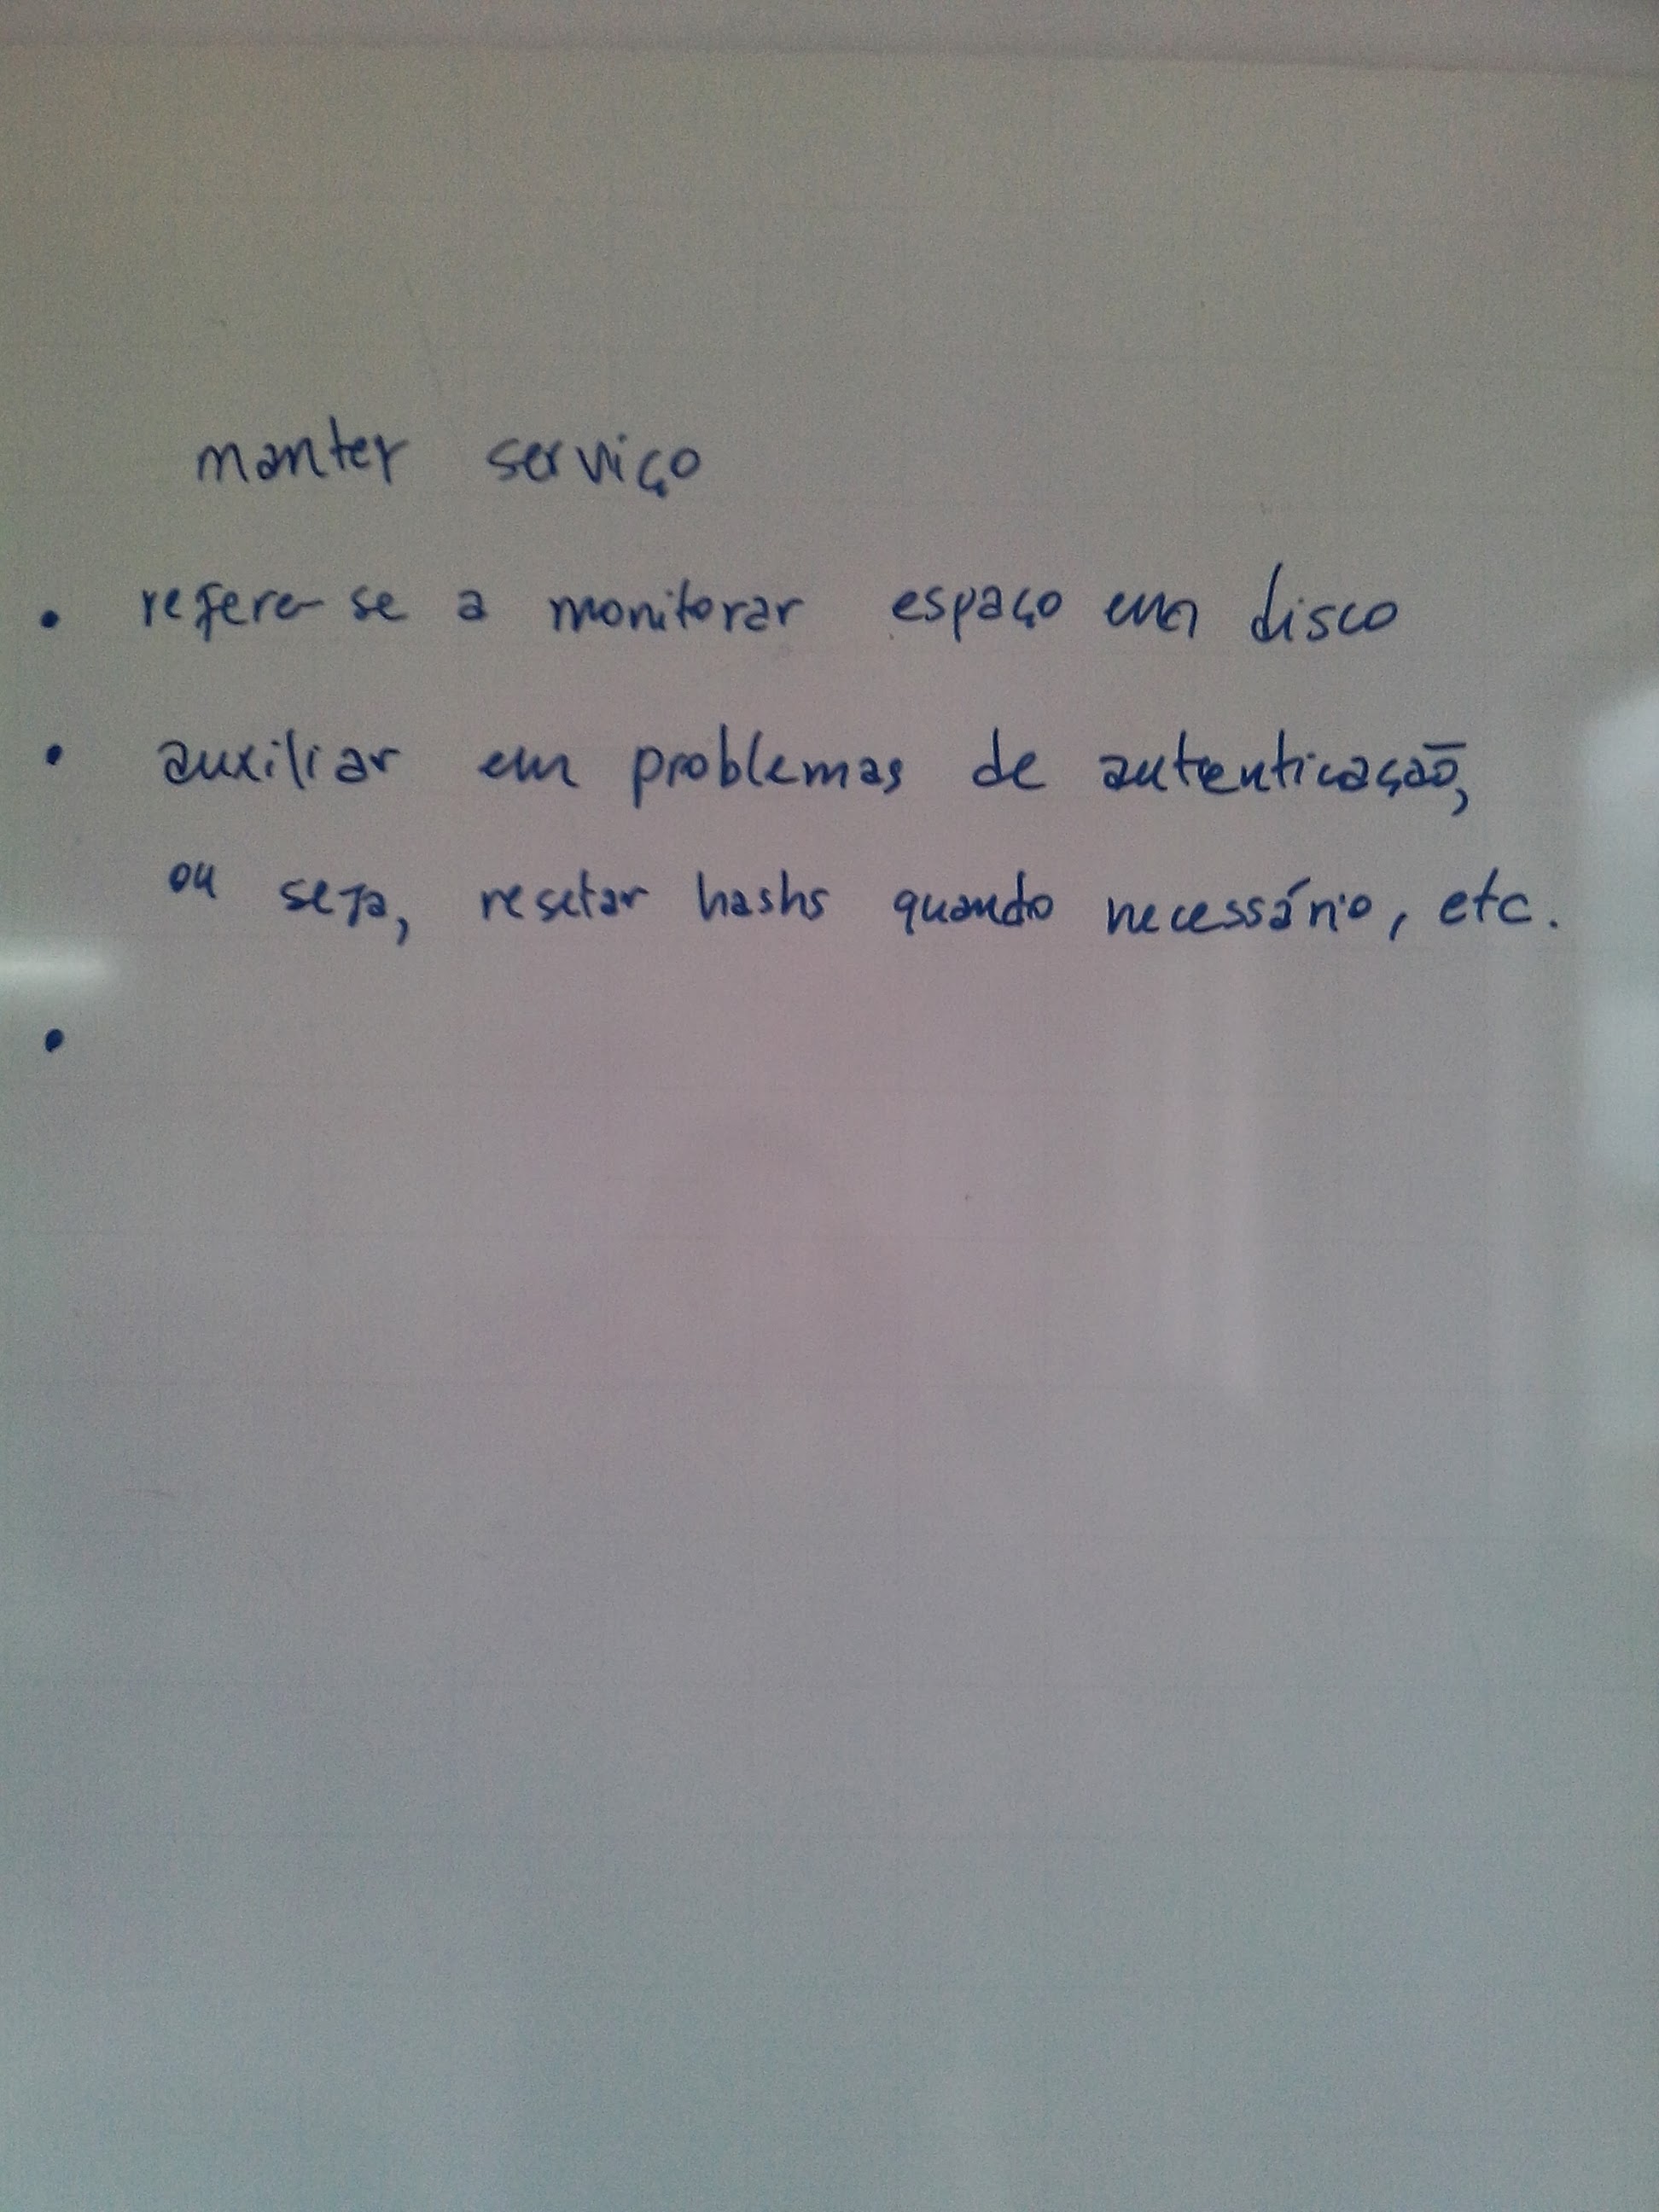 manter serviço
• refere-se a monitorar espaço em disco
• auxiliar em problemas de autenticação,
ou seja, resetar hashs quando necessário, etc.
•